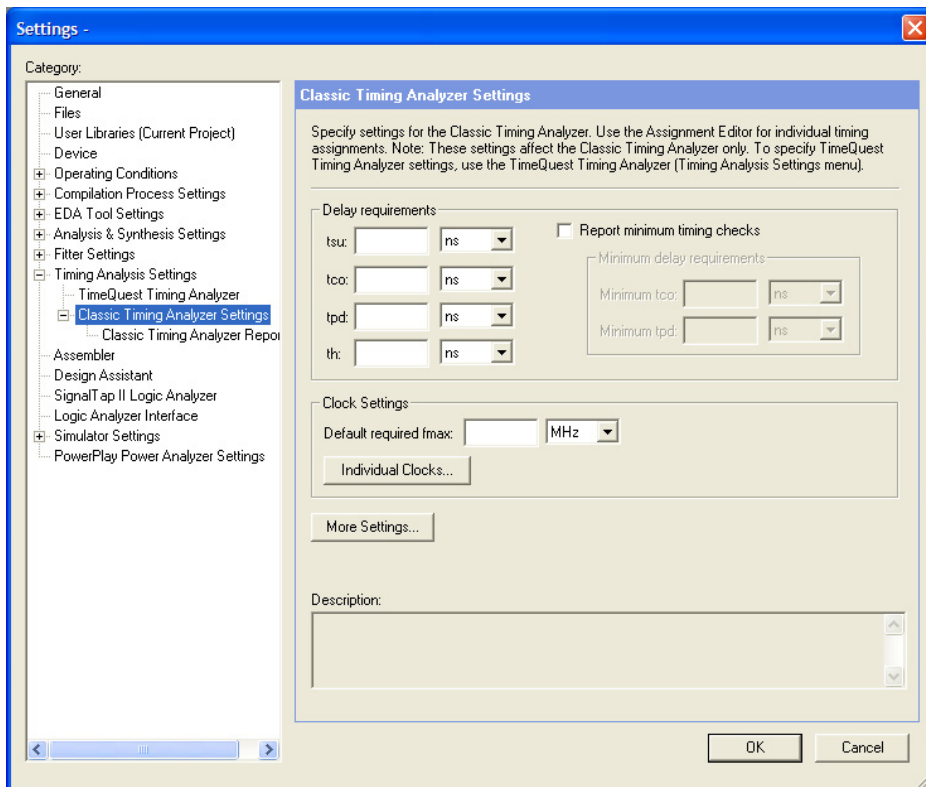 Settings -
Category:
General
Files
User Libraries (Current Project)
Device
Operating Conditions
Compilation Process Settings
EDA Tool Settings
Analysis & Synthesis Settings
Fitter Settings
Timing Analysis Settings
TimeQuest Timing Analyzer
Classic Timing Analyzer Settings
Classic Timing Analyzer Repo
Assembler
Design Assistant
SignalTap II Logic Analyzer
Logic Analyzer Interface
Simulator Settings
PowerPlay Power Analyzer Settings
Classic Timing Analyzer Settings
Specify settings for the Classic Timing Analyzer. Use the Assignment Editor for individual timing
assignments. Note: These settings affect the Classic Timing Analyzer only. To specify TimeQuest
Timing Analyzer settings, use the TimeQuest Timing Analyzer (Timing Analysis Settings menu).
Delay requirements
tsu: ns
tco: ns
tpd: ns
th: ns
Report minimum timing checks
Minimum delay requirements
Minimum tco: ns
Minimum tpd: ns
Clock Settings
Default required fmax: MHz
Individual Clocks...
More Settings...
Description:
OK Cancel